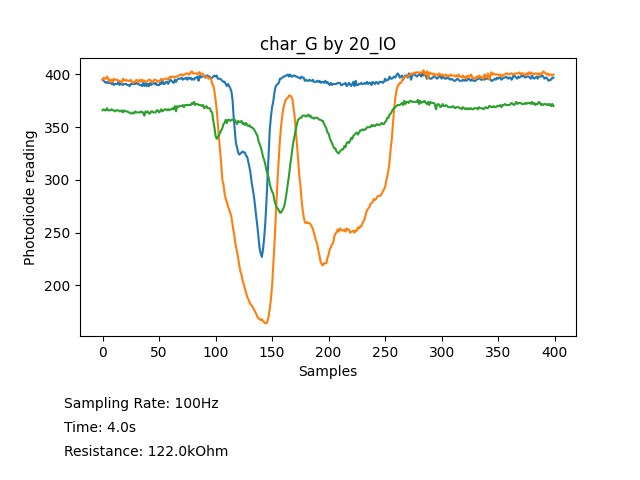 char_G by 20_IO
400
350
300
250
200
Photodiode reading
0 50 100 150 200 250 300 350 400
Samples
Sampling Rate: 100Hz
Time: 4.0s
Resistance: 122.0kOhm